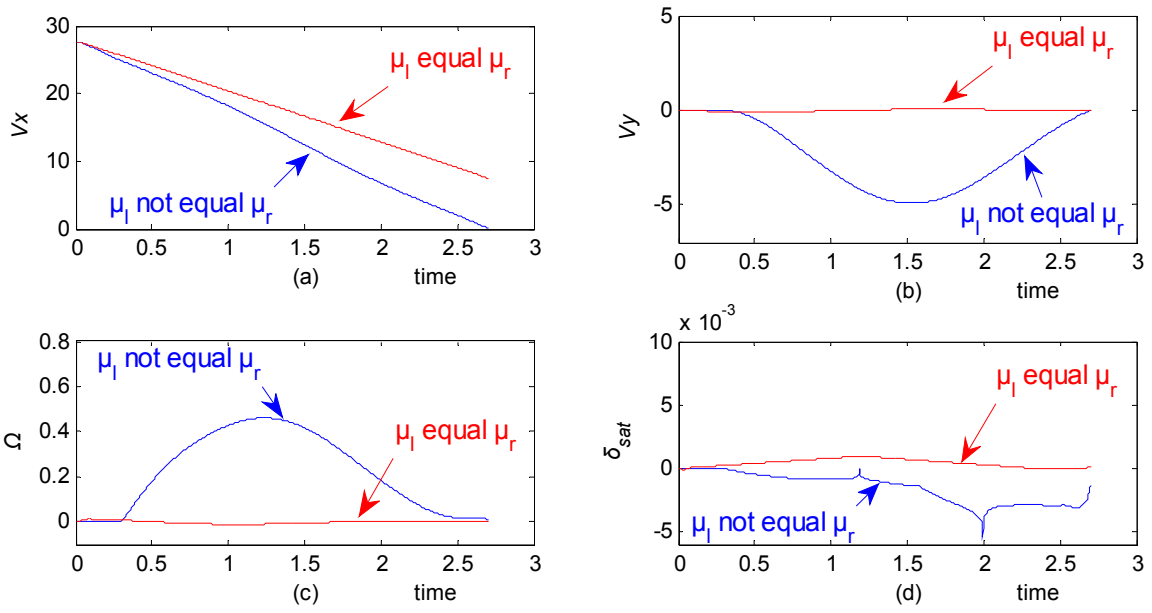 30
20
10
0
Vx
μl equal μr
μl not equal μr
0 0.5 1 1.5 2 2.5 3
(a) time
5
0
-5
Vy
μl equal μr
μl not equal μr
0 0.5 1 1.5 2 2.5 3
(b) time
0.8
0.6
0.4
0.2
0
Ω
μl not equal μr
μl equal μr
0 0.5 1 1.5 2 2.5 3
(c) time
x 10-3
10
5
0
-5
δsat
μl equal μr
μl not equal μr
0 0.5 1 1.5 2 2.5 3
(d) time